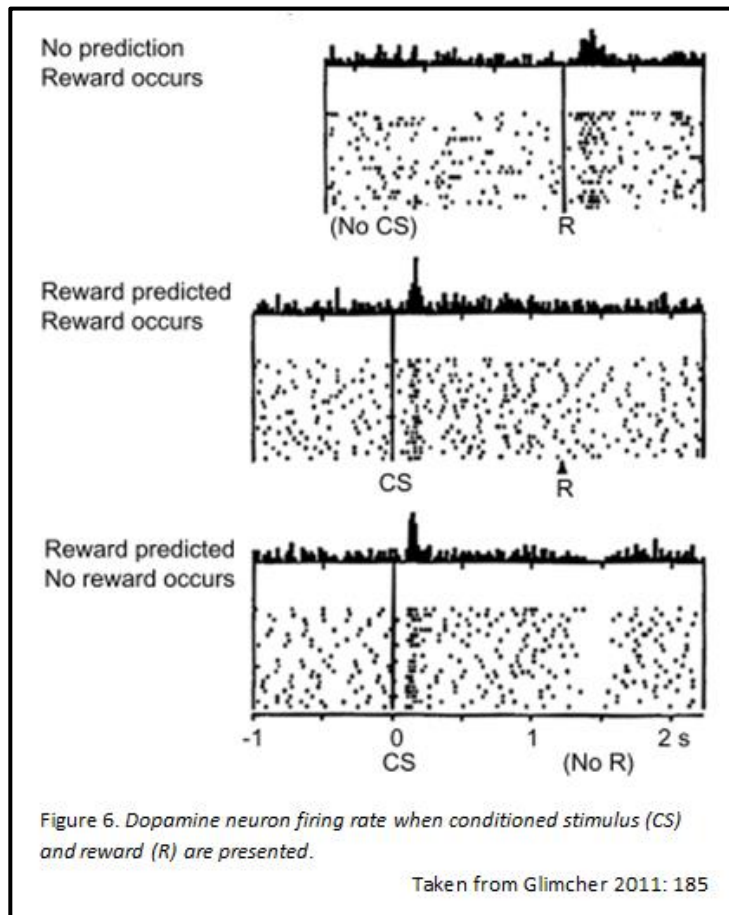 No prediction
Reward occurs
(No CS)
R
Reward predicted
Reward occurs
CS
R
Reward predicted
No reward occurs
-1
0
1
2 s
CS
(No R)
Figure 6. Dopamine neuron firing rate when conditioned stimulus (CS)
and reward (R) are presented.
Taken from Glimcher 2011: 185